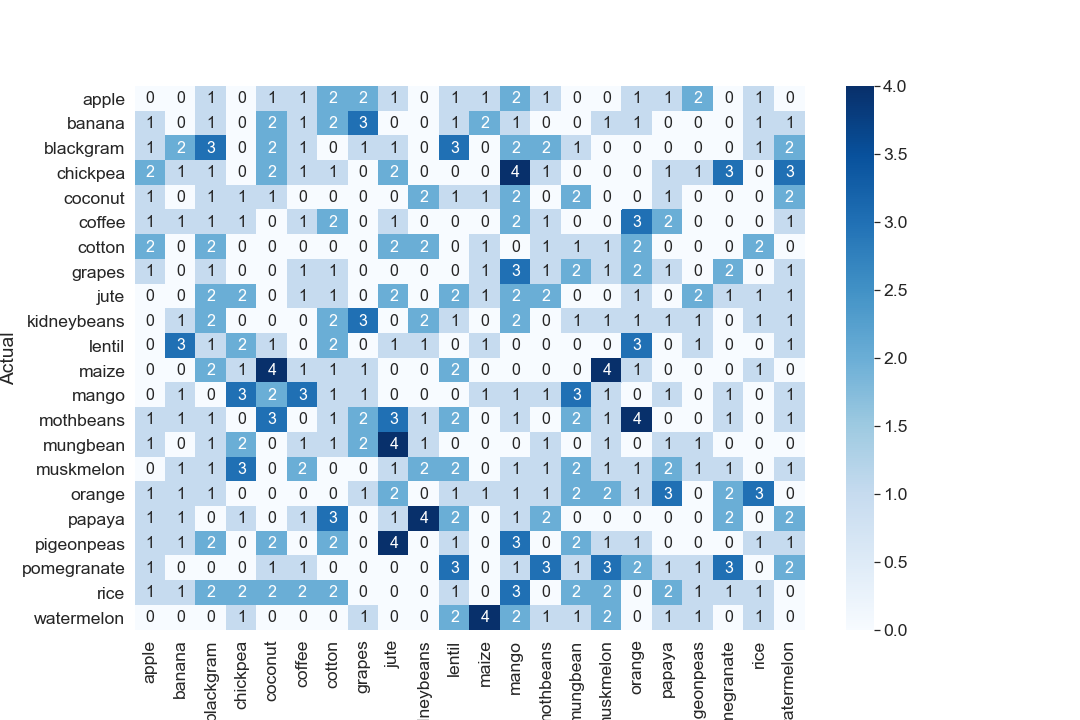 apple 0 0 1 0 1 1 2 2 1 0 1 1 2 1 0 0 1 1 2 0 1 0 4.0
banana 1 0 1 0 2 1 2 3 0 0 1 2 1 0 0 1 1 0 0 0 1 1
blackgram 1 2 3 0 2 1 0 1 1 0 3 0 2 2 1 0 0 0 0 0 1 2 3.5
chickpea 2 1 1 0 2 1 1 0 2 0 0 0 4 1 0 0 0 1 1 3 0 3
coconut 1 0 1 1 1 0 0 0 0 2 1 1 2 0 2 0 0 1 0 0 0 2
coffee 1 1 1 1 0 1 2 0 1 0 0 0 2 1 0 0 3 2 0 0 0 1 3.0
cotton 2 0 2 0 0 0 0 0 2 2 0 1 0 1 1 1 2 0 0 0 2 0
grapes 1 0 1 0 0 1 1 0 0 0 0 1 3 1 2 1 2 1 0 2 0 1 2.5
jute 0 0 2 2 0 1 1 0 2 0 2 1 2 2 0 0 1 0 2 1 1 1
kidneybeans 0 1 2 0 0 0 2 3 0 2 1 0 2 0 1 1 1 1 1 0 1 1
Actual
lentil 0 3 1 2 1 0 2 0 1 1 0 1 0 0 0 0 3 0 1 0 0 1 2.0
maize 0 0 2 1 4 1 1 1 0 0 2 0 0 0 0 4 1 0 0 0 1 0
mango 0 1 0 3 2 3 1 1 0 0 0 1 1 1 3 1 0 1 0 1 0 1
mothbeans 1 1 1 0 3 0 1 2 3 1 2 0 1 0 2 1 4 0 0 1 0 1 1.5
mungbean 1 0 1 2 0 1 1 2 4 1 0 0 0 1 0 1 0 1 1 0 0 0
muskmelon 0 1 1 3 0 2 0 0 1 2 2 0 1 1 2 1 1 2 1 1 0 1
orange 1 1 1 0 0 0 0 1 2 0 1 1 1 1 2 2 1 3 0 2 3 0 1.0
papaya 1 1 0 1 0 1 3 0 1 4 2 0 1 2 0 0 0 0 0 2 0 2
pigeonpeas 1 1 2 0 2 0 2 0 4 0 1 0 3 0 2 1 1 0 0 0 1 1 0.5
pomegranate 1 0 0 0 1 1 0 0 0 0 3 0 1 3 1 3 2 1 1 3 0 2
rice 1 1 2 2 2 2 2 0 0 0 1 0 3 0 2 2 0 2 1 1 1 0
watermelon 0 0 0 1 0 0 0 1 0 0 2 4 2 1 1 2 0 1 1 0 1 0 0.0
apple
banana
blackgram
chickpea
coconut
coffee
cotton
grapes
jute
dneybeans
lentil
maize
mango
mothbeans
mungbean
uskmelon
orange
papaya
geonpeas
negranate
rice
atermelon